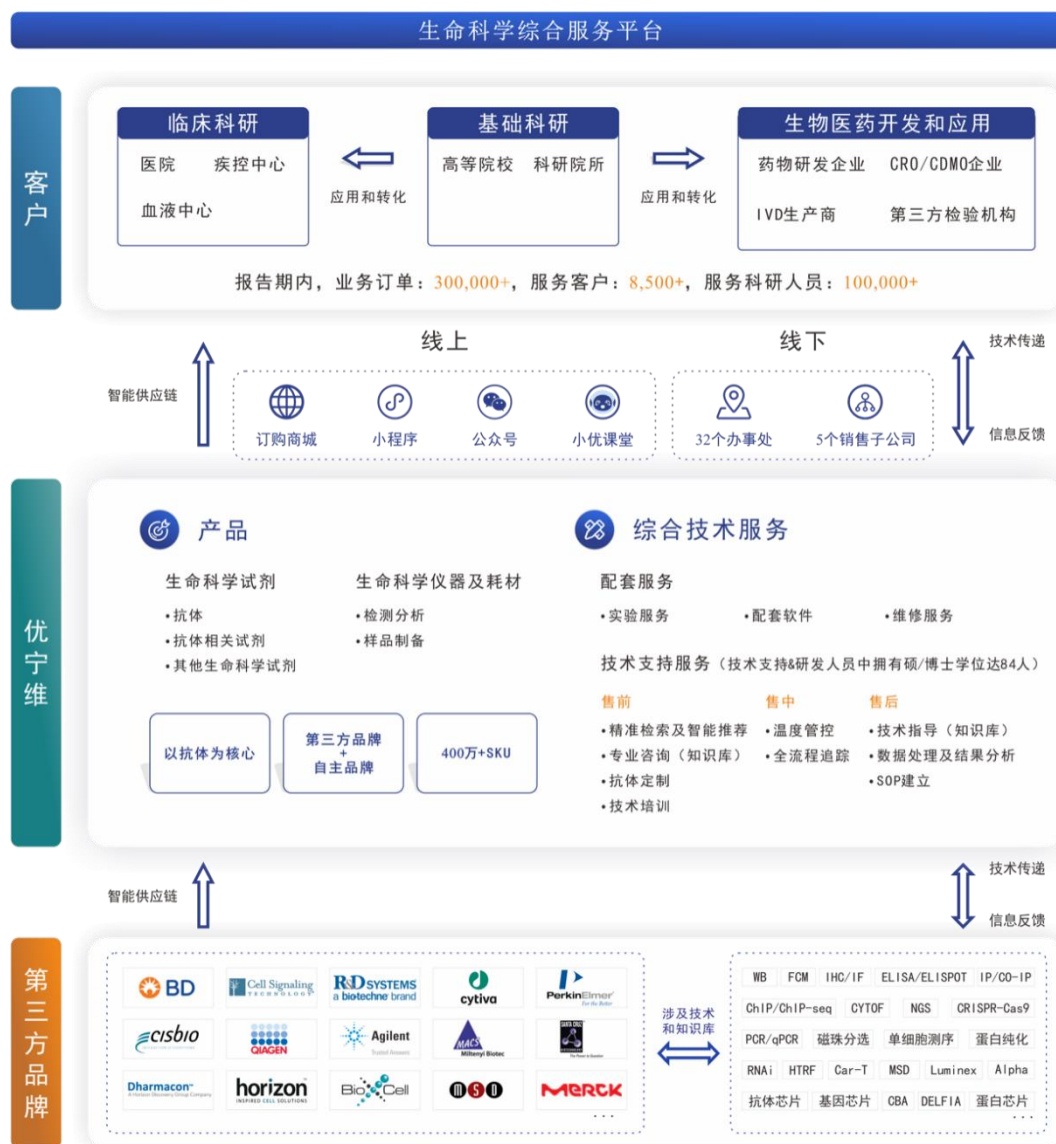 生命科学综合服务平台
客户
临床科研
医院 疾控中心
血液中心
应用和转化
基础科研
高等院校 科研院所
应用和转化
生物医药开发和应用
药物研发企业 CRO/CDMO企业
IVD生产商 第三方检验机构
报告期内，业务订单：300,000+，服务客户：8,500+，服务科研人员：100,000+
智能供应链
线上
订购商城 小程序 公众号 小优课堂
线下
32个办事处 5个销售子公司
技术传递
信息反馈
优宁维
产品
生命科学试剂
•抗体
•抗体相关试剂
•其他生命科学试剂
生命科学仪器及耗材
•检测分析
•样品制备
以抗体为核心
第三方品牌
+
自主品牌
400万+SKU
综合技术服务
配套服务
•实验服务 •配套软件 •维修服务
技术支持服务（技术支持&研发人员中拥有硕/博士学位达84人）
售前
•精准检索及智能推荐
•专业咨询（知识库）
•抗体定制
•技术培训
售中
•温度管控
•全流程追踪
售后
•技术指导（知识库）
•数据处理及结果分析
•SOP建立
智能供应链
技术传递
信息反馈
第三方品牌
BD
Cell Signaling
TECHNOLOGY
R&D SYSTEMS
a biotechne brand
cytiva
PerkinElmer
For the Better
cisbio
QIAGEN
Agilent
Trusted Answers
MACS
Miltenyi Biotec
SANTA CRUZ
Dharmacon
A Horizon Discovery Group Company
horizon
INSPIRED CELL SOLUTIONS
Bio Cell
MSD
MERCK
...
涉及技术
和知识库
WB FCM IHC/IF ELISA/ELISPOT IP/CO-IP
ChIP/ChIP-seq CYTOF NGS CRISPR-Cas9
PCR/qPCR 磁珠分选 单细胞测序 蛋白纯化
RNAi HTRF Car-T MSD Luminex Alpha
抗体芯片 基因芯片 CBA DELFIA 蛋白芯片
...